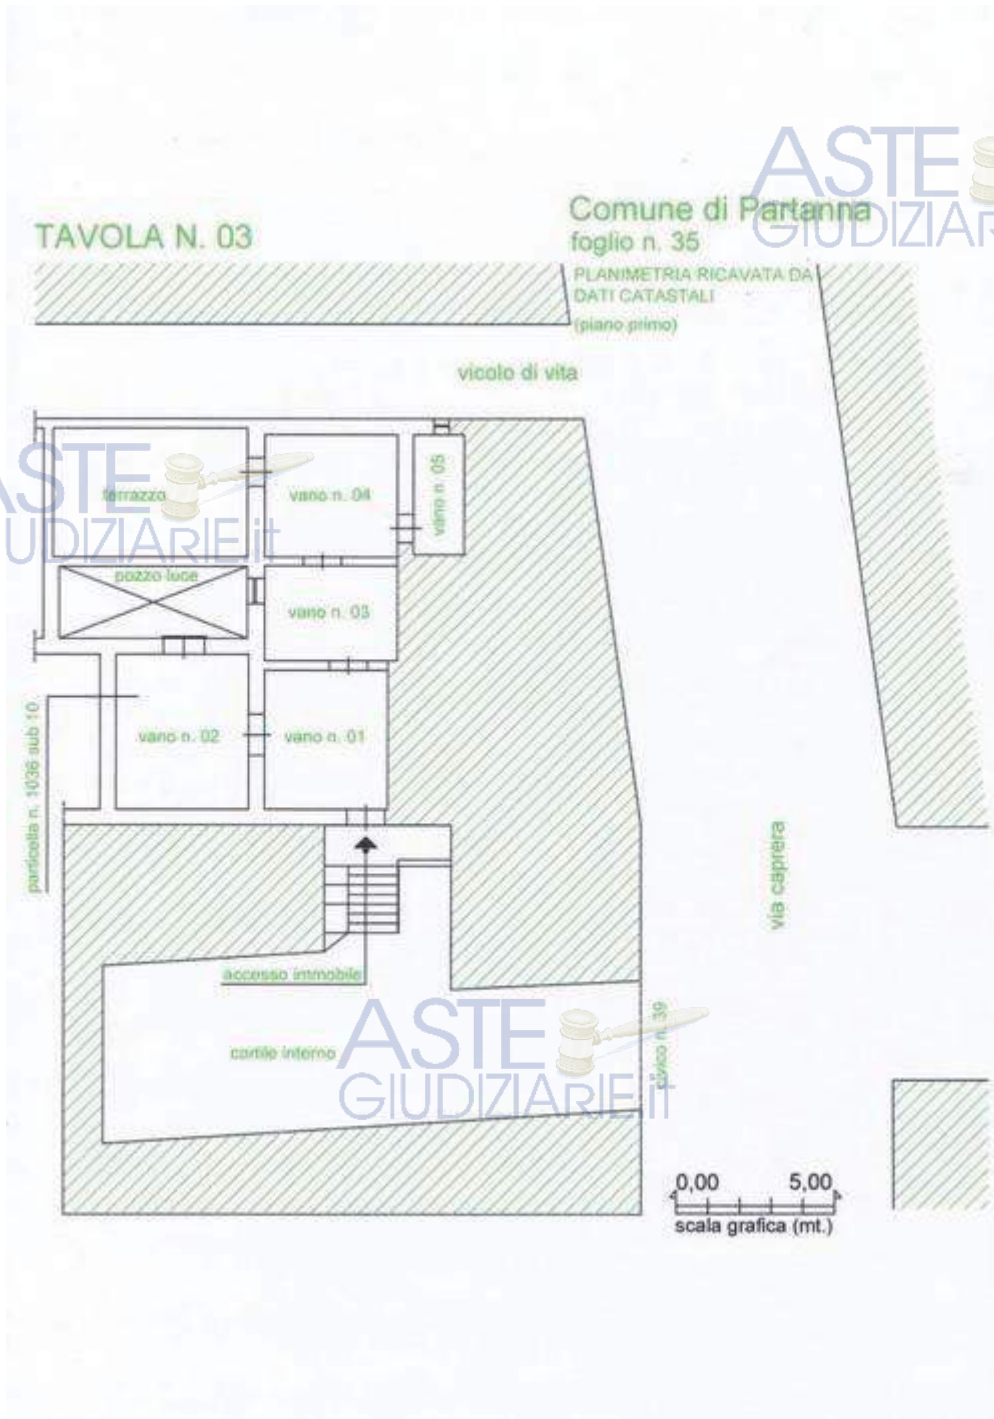 ASTE
GIUDIZIAR
TAVOLA N. 03
Comune di Partanna
foglio n. 35
PLANIMETRIA RICAVATA DA
DATI CATASTALI
(piano primo)
vicolo di vita
ASTE
GIUDIZIARIE.it
terrazzo
vano n. 04
vano n. 05
pozzo luce
vano n. 03
vano n. 02
vano n. 01
particella n. 1036 sub 10
via caprera
accesso immobile
cortile interno
civico n. 39
ASTE
GIUDIZIARIE.it
0,00 5,00
scala grafica (mt.)